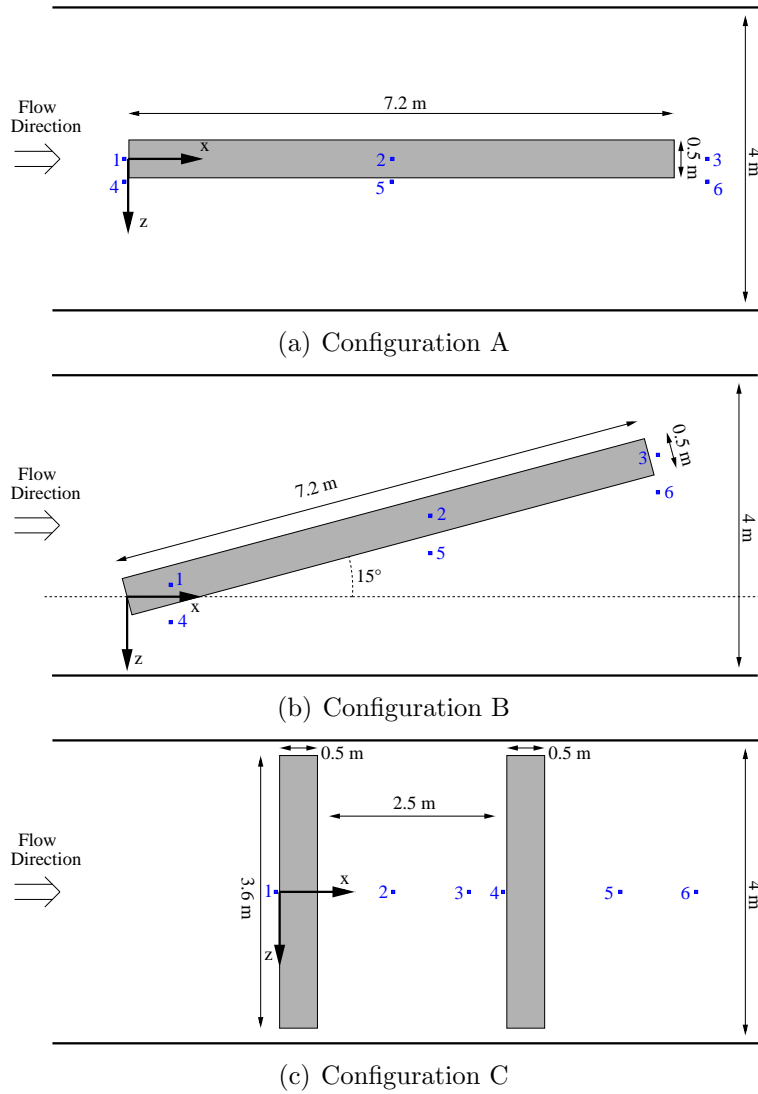 7.2 m
Flow
Direction
1
x
2
0.5 m
3
4 m
4
5
6
z
(a) Configuration A
0.5 m
3
Flow
Direction
7.2 m
6
2
4 m
5
1
15°
x
4
z
(b) Configuration B
0.5 m
0.5 m
2.5 m
Flow
Direction
3.6 m
1
x
2
3
4
5
6
4 m
z
(c) Configuration C